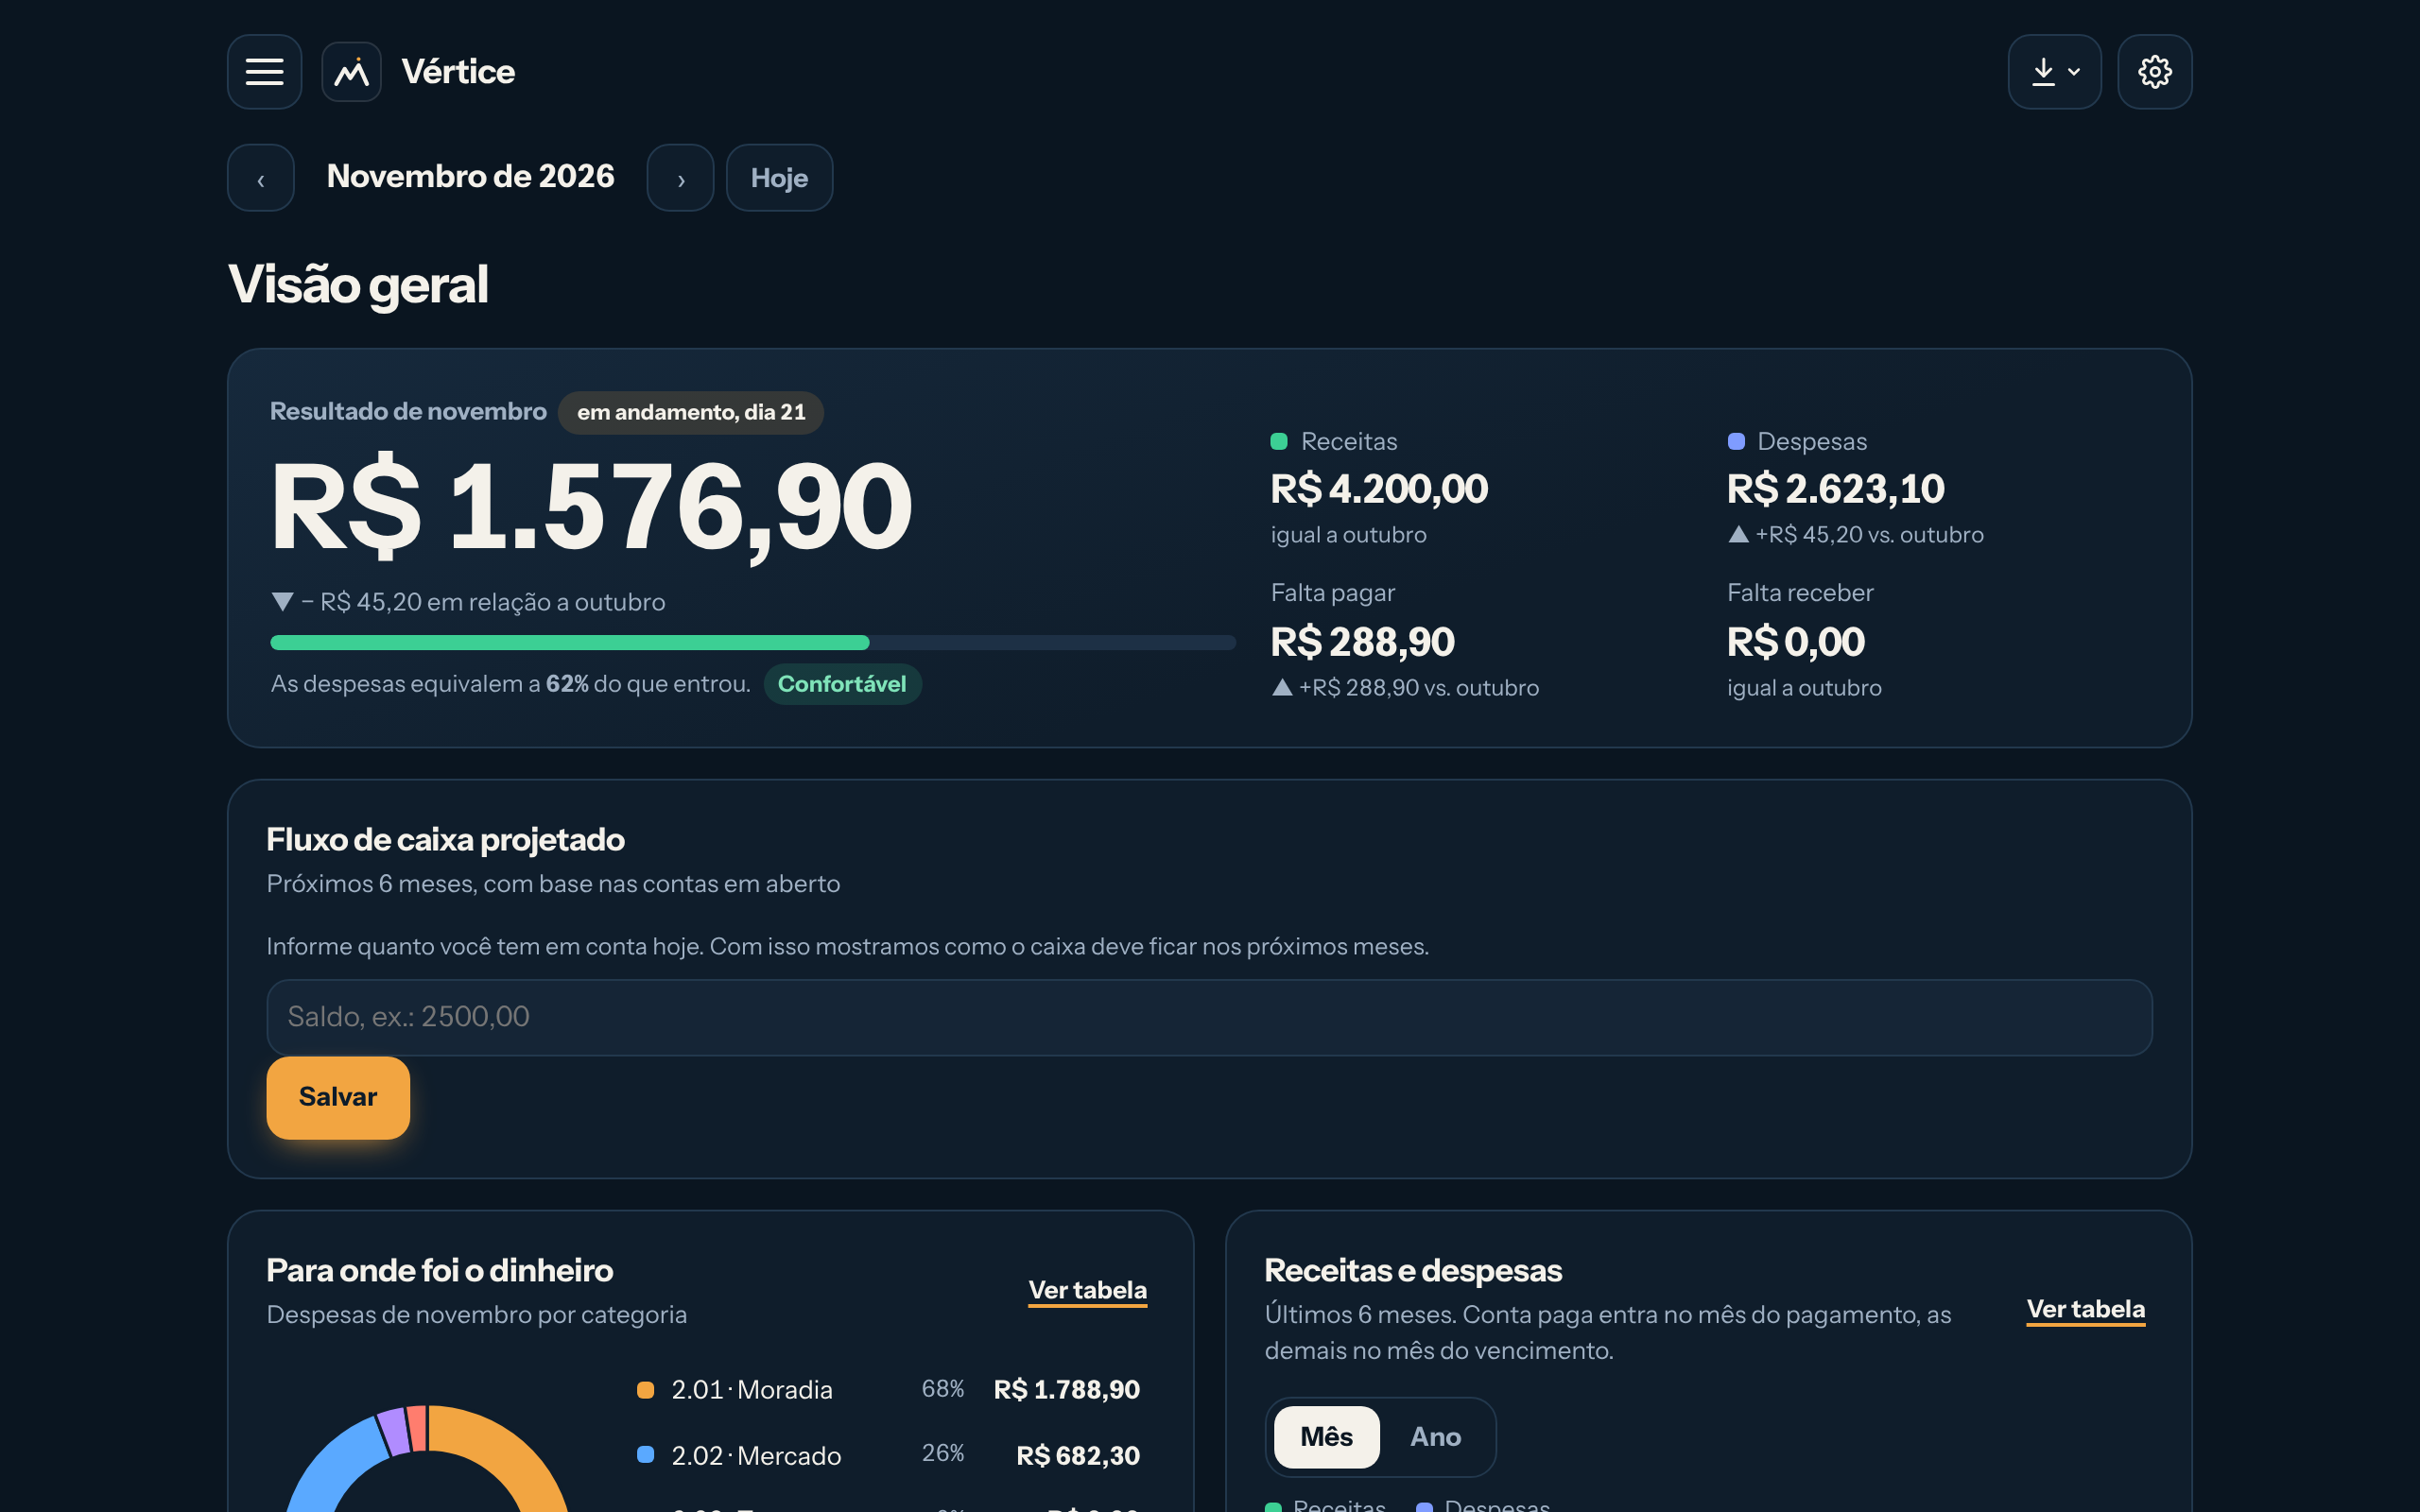 Vértice
‹ Novembro de 2026 › Hoje
Visão geral
Resultado de novembro em andamento, dia 21
R$ 1.576,90
▼ − R$ 45,20 em relação a outubro
As despesas equivalem a 62% do que entrou. Confortável
Receitas
R$ 4.200,00
igual a outubro
Despesas
R$ 2.623,10
▲ +R$ 45,20 vs. outubro
Falta pagar
R$ 288,90
▲ +R$ 288,90 vs. outubro
Falta receber
R$ 0,00
igual a outubro
Fluxo de caixa projetado
Próximos 6 meses, com base nas contas em aberto
Informe quanto você tem em conta hoje. Com isso mostramos como o caixa deve ficar nos próximos meses.
Saldo, ex.: 2500,00
Salvar
Para onde foi o dinheiro
Despesas de novembro por categoria
Ver tabela
2.01 · Moradia 68% R$ 1.788,90
2.02 · Mercado 26% R$ 682,30
Receitas e despesas
Últimos 6 meses. Conta paga entra no mês do pagamento, as
demais no mês do vencimento.
Ver tabela
Mês Ano
Receitas Despesas